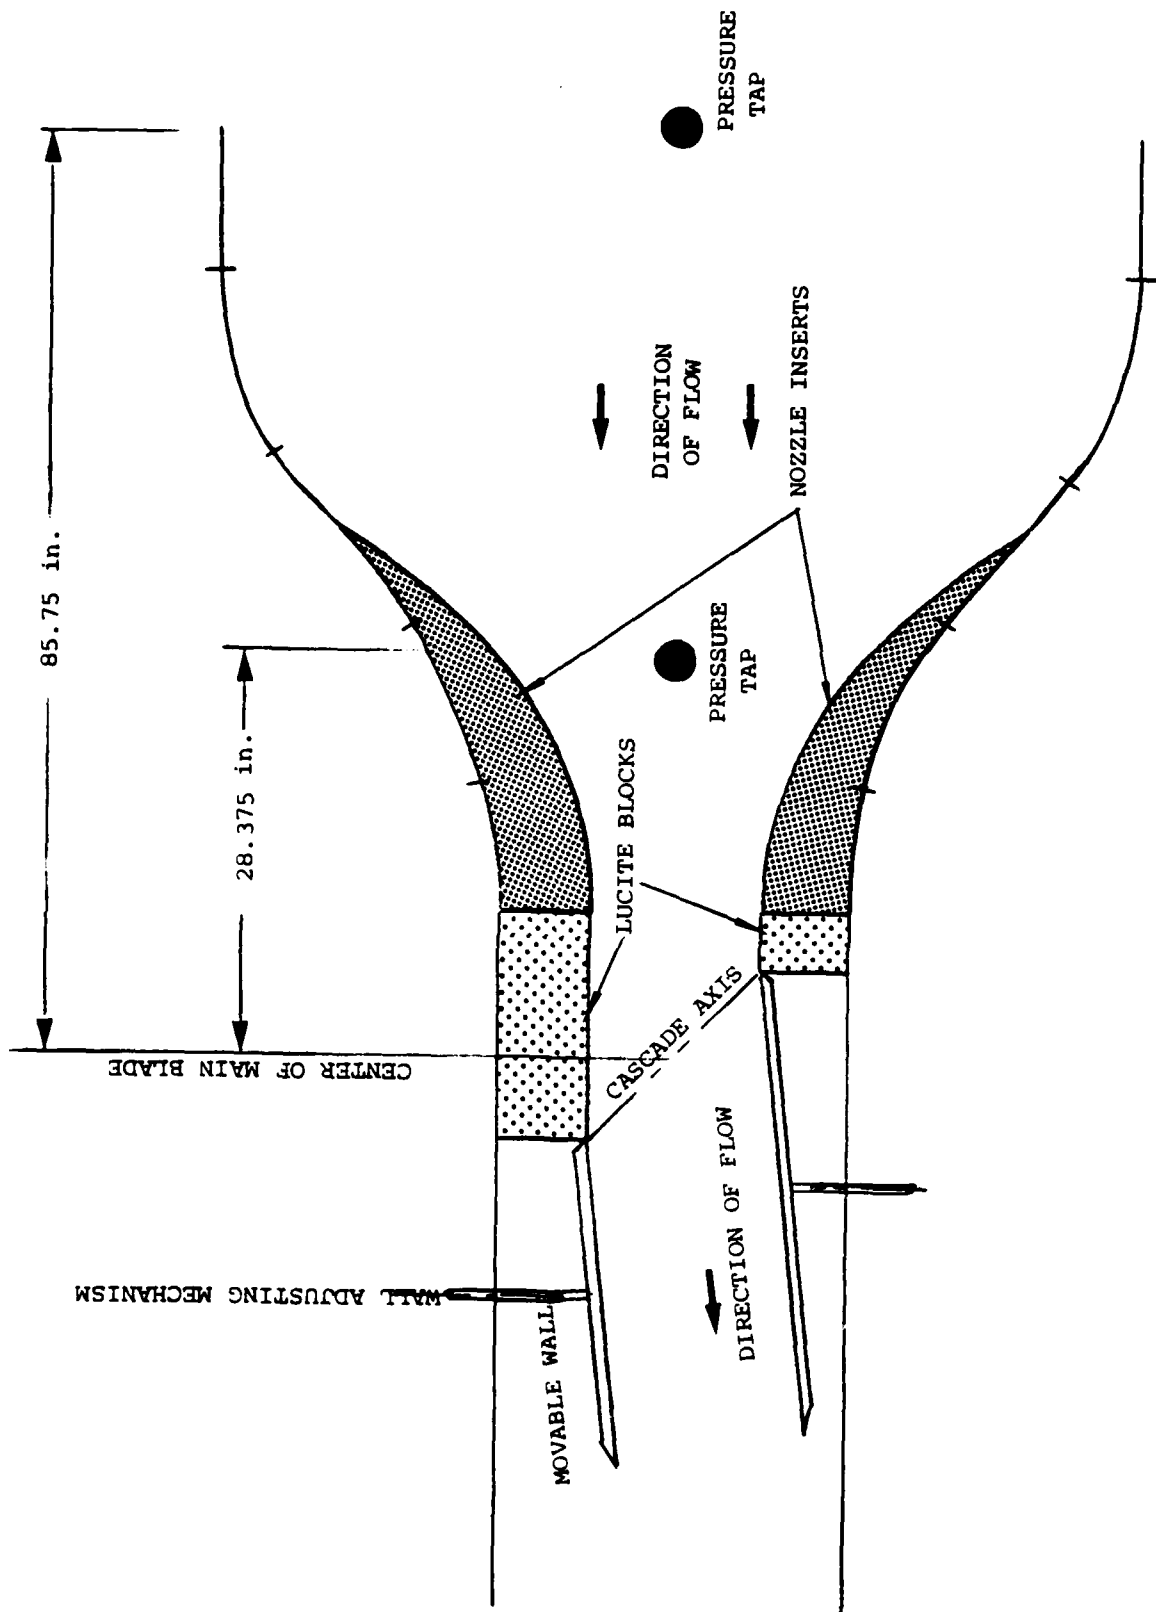 85.75 in.
28.375 in.
CENTER OF MAIN BLADE
WALL ADJUSTING MECHANISM
MOVABLE WALL
CASCADE AXIS
LUCITE BLOCKS
DIRECTION OF FLOW
PRESSURE
TAP
DIRECTION
OF FLOW
NOZZLE INSERTS
PRESSURE
TAP